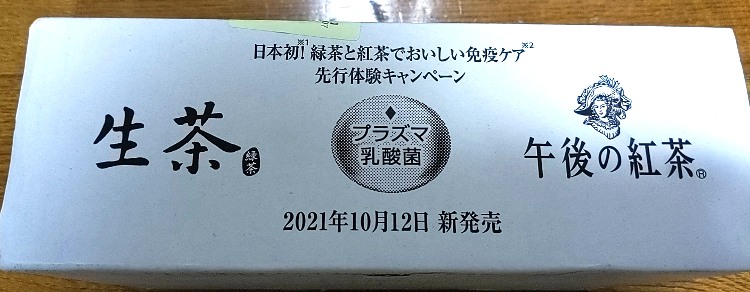 日本初!※1 緑茶と紅茶でおいしい免疫ケア※2
先行体験キャンペーン
生茶
緑茶
プラズマ
乳酸菌
午後の紅茶®
2021年10月12日 新発売